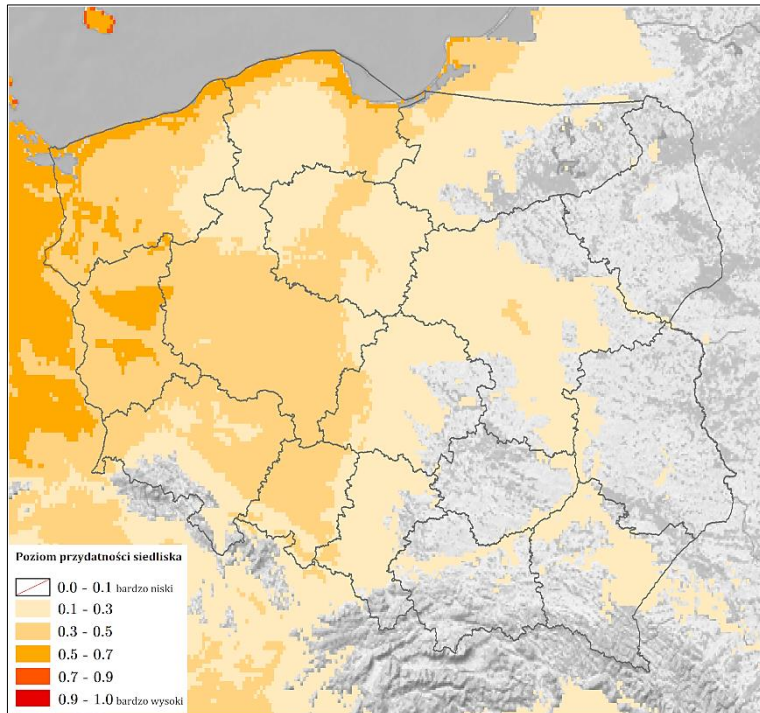 Poziom przydatności siedliska
0.0 - 0.1 bardzo niski
0.1 - 0.3
0.3 - 0.5
0.5 - 0.7
0.7 - 0.9
0.9 - 1.0 bardzo wysoki